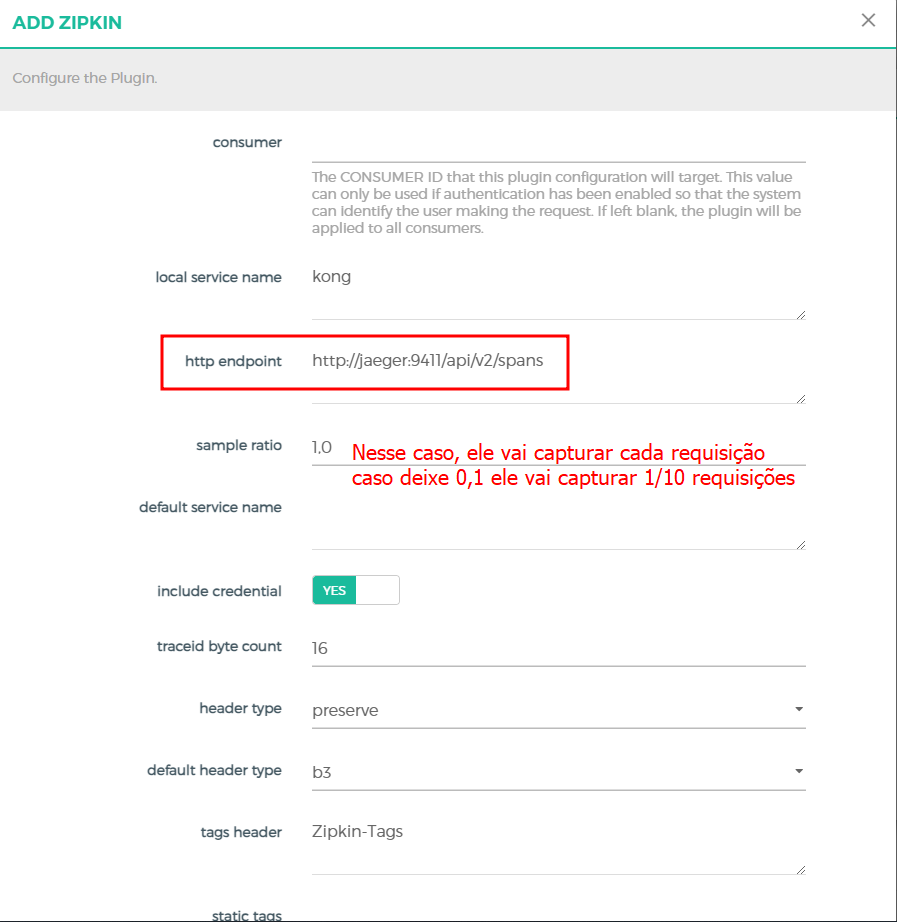 ADD ZIPKIN
Configure the Plugin.
consumer
The CONSUMER ID that this plugin configuration will target. This value
can only be used if authentication has been enabled so that the system
can identify the user making the request. If left blank, the plugin will be
applied to all consumers.
local service name kong
http endpoint http://jaeger:9411/api/v2/spans
sample ratio 1,0
Nesse caso, ele vai capturar cada requisição
caso deixe 0,1 ele vai capturar 1/10 requisições
default service name
include credential YES
traceid byte count 16
header type preserve
default header type b3
tags header Zipkin-Tags
static tags